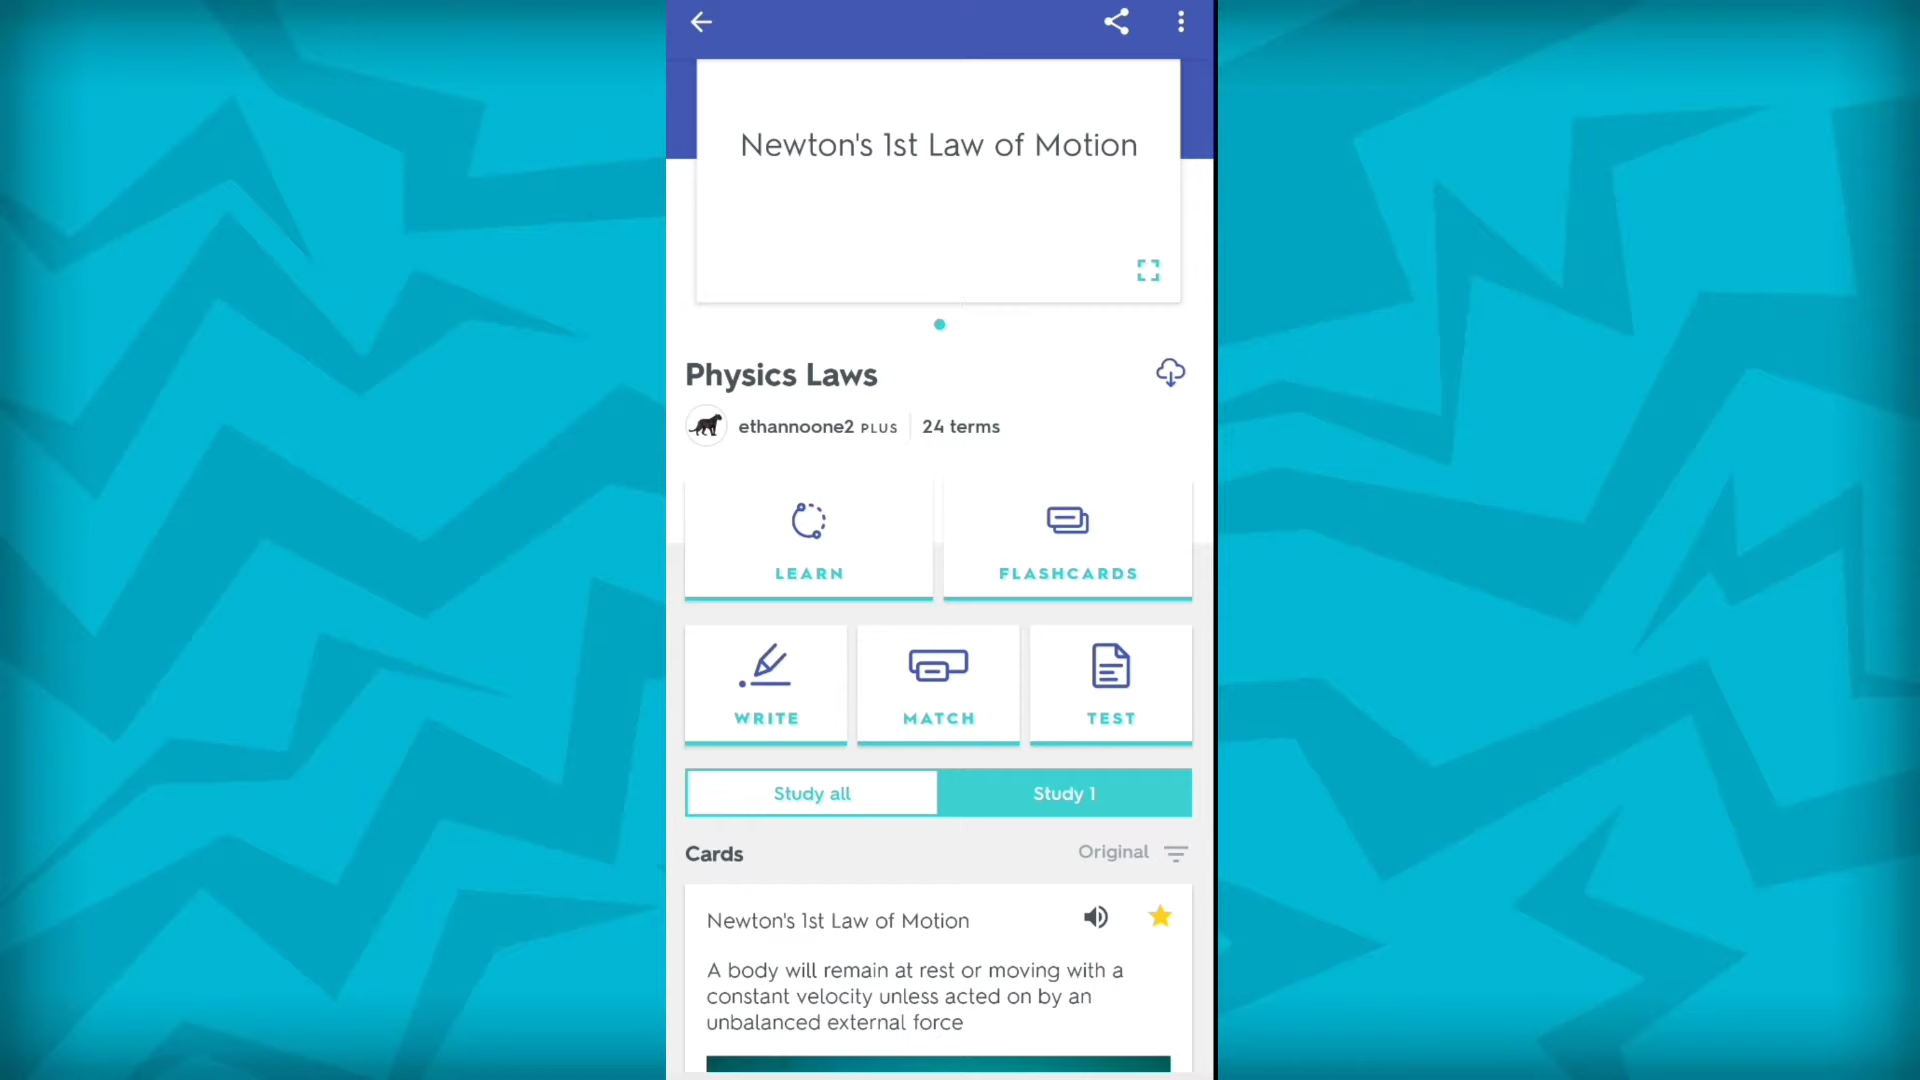 Newton's 1st Law of Motion
Physics Laws
ethannoone2 PLUS 24 terms
LEARN FLASHCARDS
WRITE MATCH TEST
Study all Study 1
Cards Original
Newton's 1st Law of Motion
A body will remain at rest or moving with a
constant velocity unless acted on by an
unbalanced external force